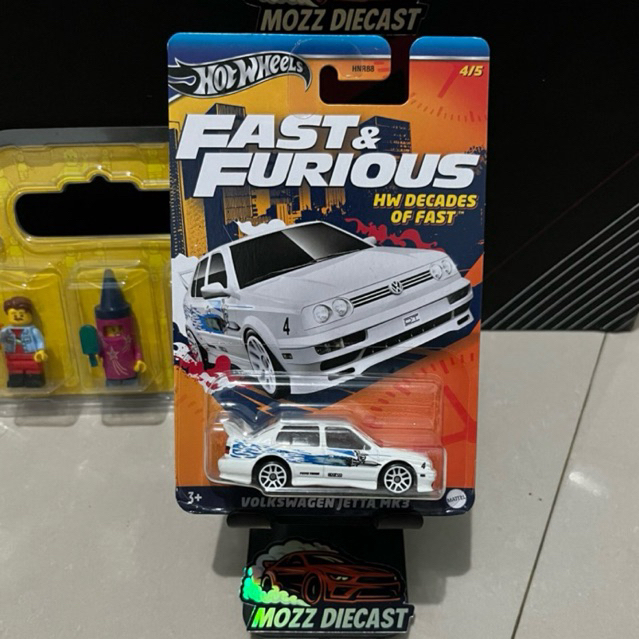 MOZZ DIECAST
HOT WHEELS
HNR88
4/5
FAST &
FURIOUS
HW DECADES
OF FAST™
4
3+
VOLKSWAGEN JETTA MK3
MATTEL
MOZZ DIECAST